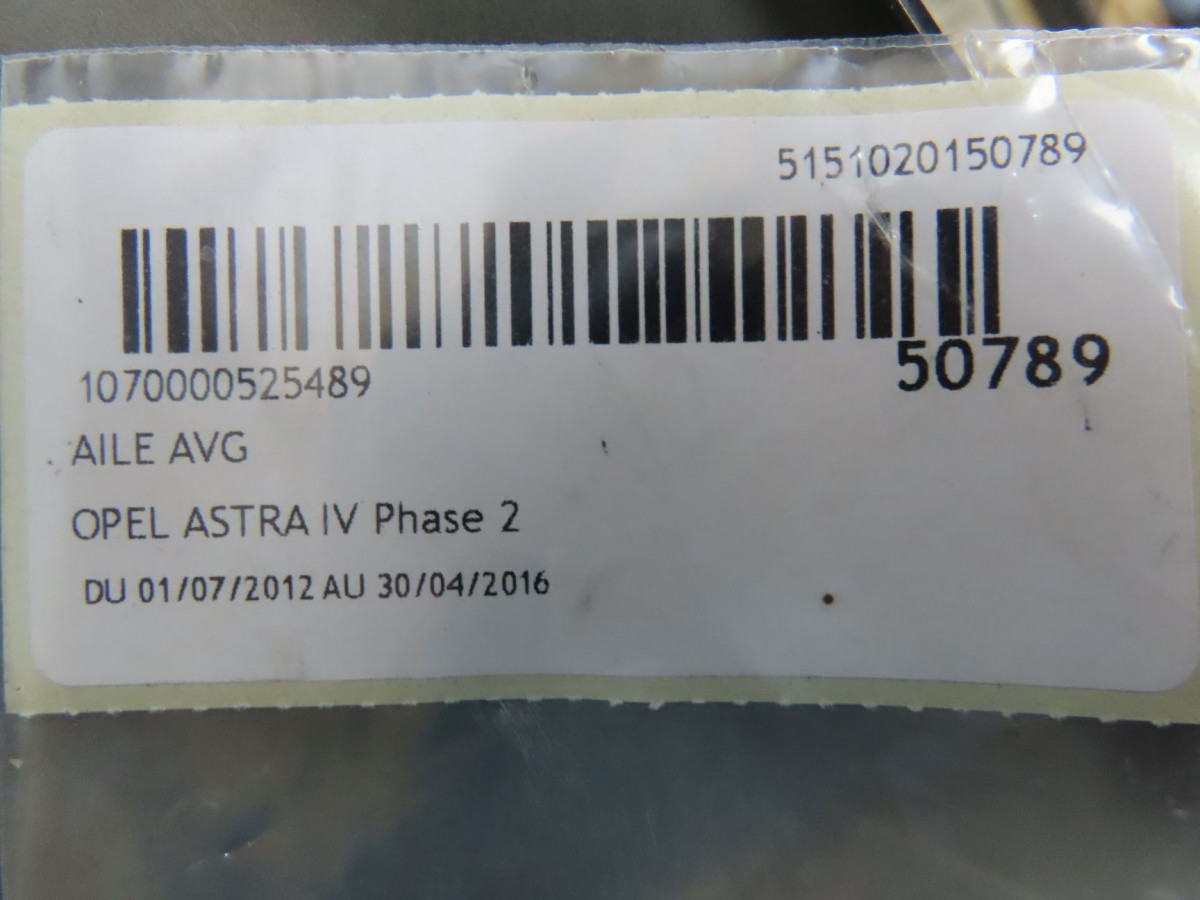 5151020150789
50789
1070000525489
AILE AVG
OPEL ASTRA IV Phase 2
DU 01/07/2012 AU 30/04/2016